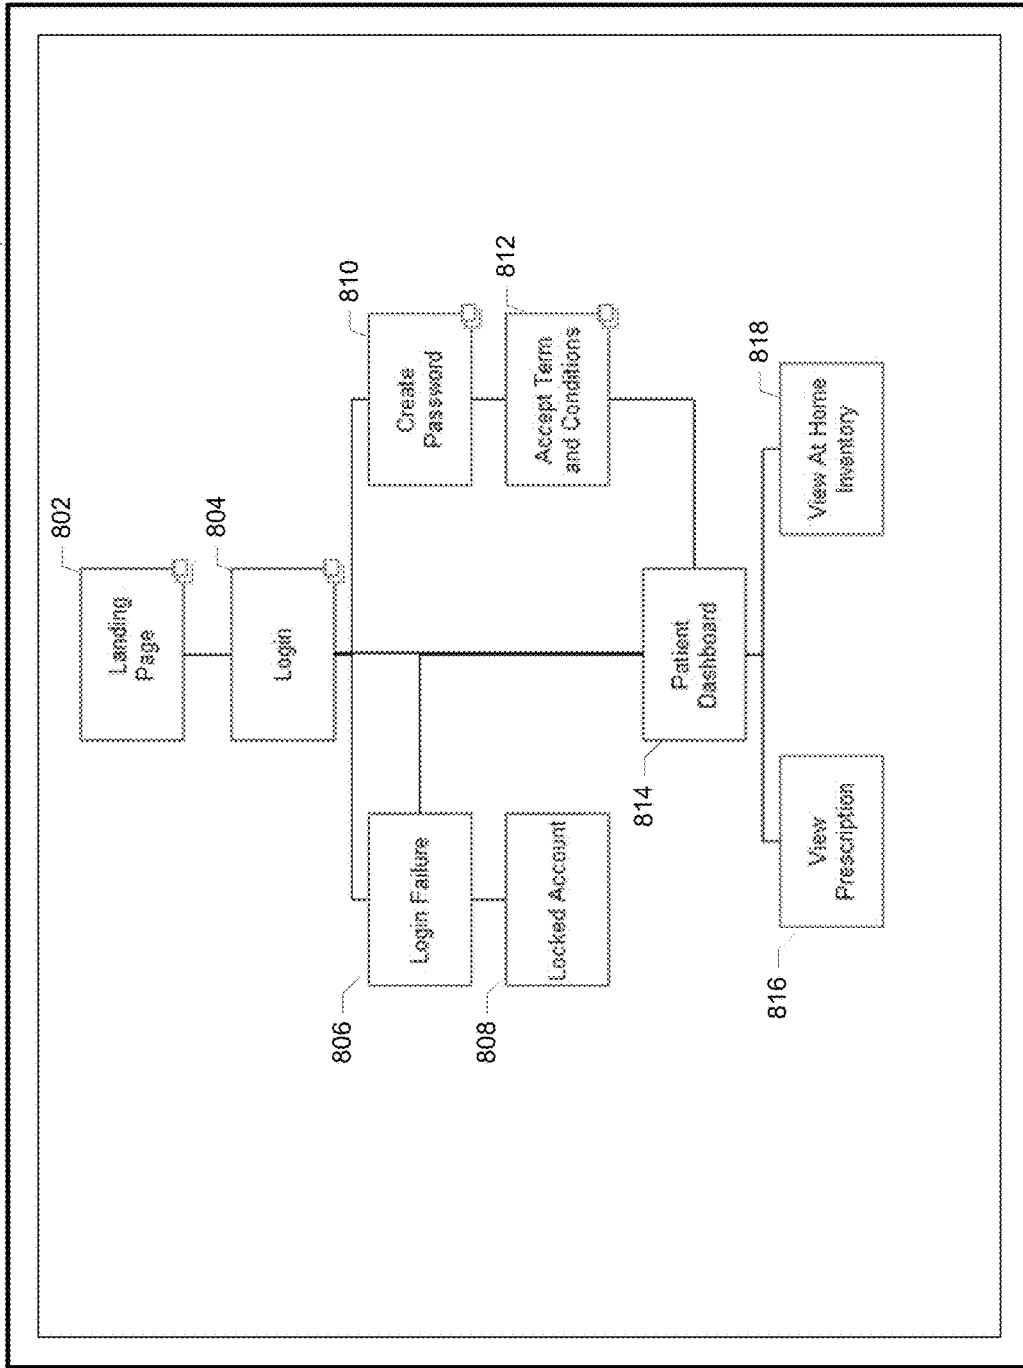 802
Landing
Page
804
Login
806
Login Failure
810
Create
Password
808
Locked Account
812
Accept Term
and Conditions
814
Patient
Dashboard
816
View
Prescription
818
View At Home
Inventory